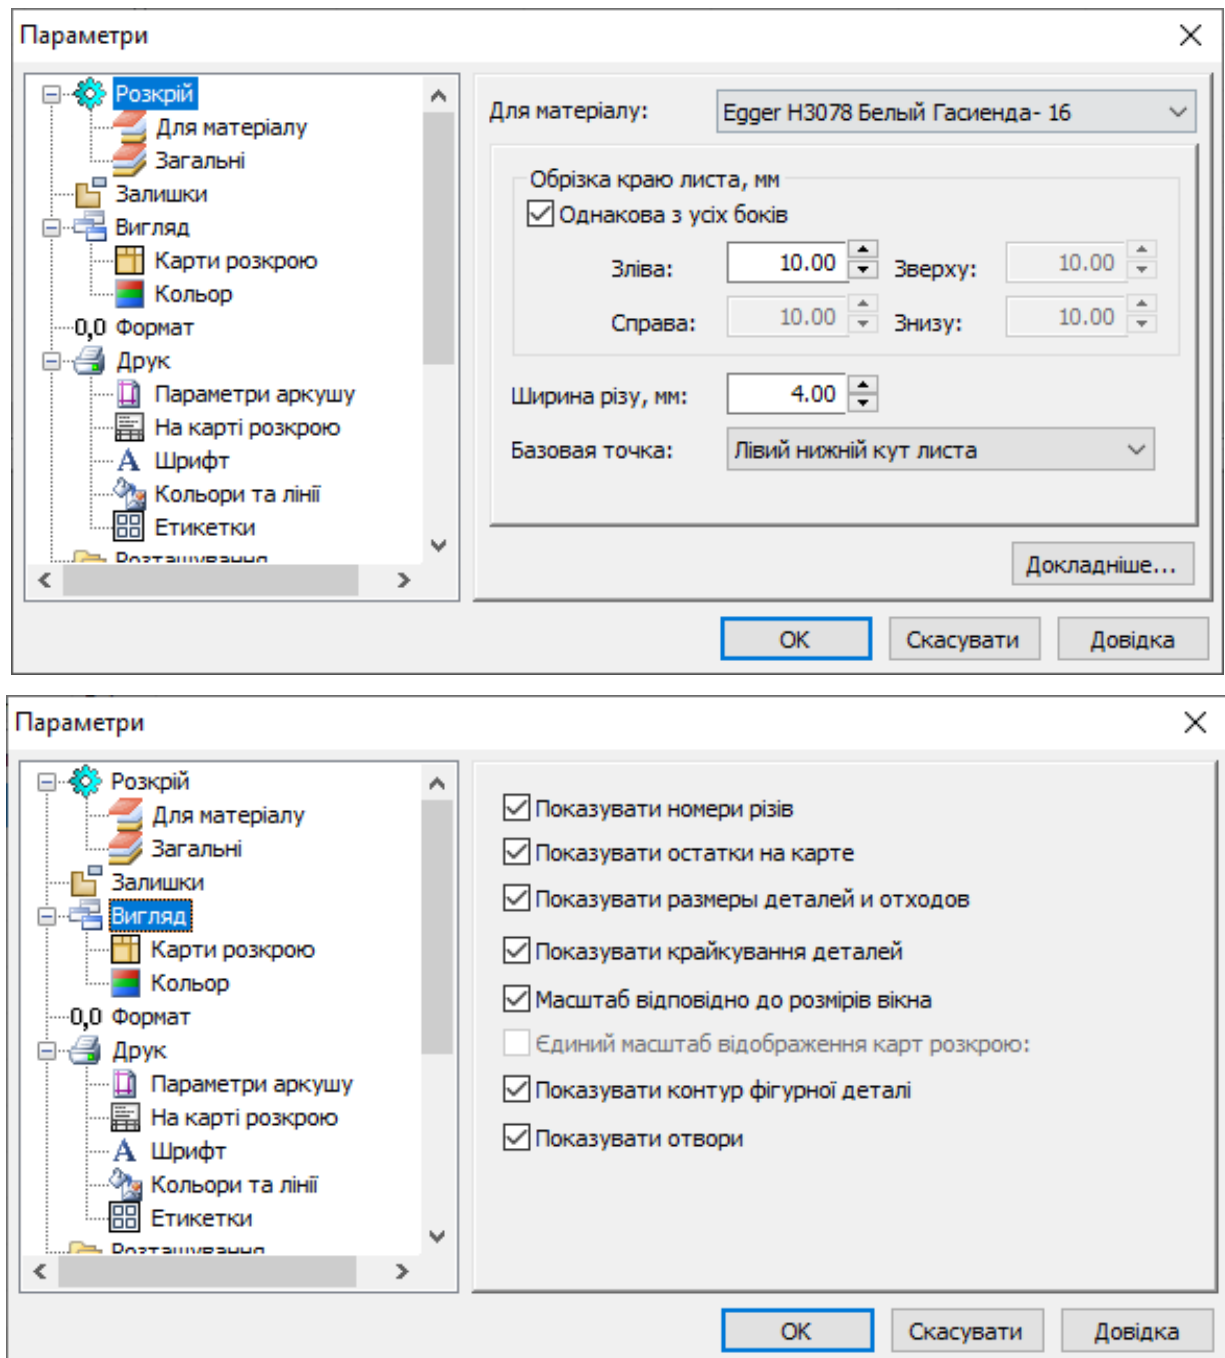 Параметри
Розкрій
Для матеріалу
Загальні
Залишки
Вигляд
Карти розкрою
Кольор
0,0 Формат
Друк
Параметри аркушу
На карті розкрою
А Шрифт
Кольори та лінії
Етикетки
Розташування
Для матеріалу: Egger H3078 Белый Гасиенда- 16
Обрізка краю листа, мм
Однакова з усіх боків
Зліва: 10.00 Зверху: 10.00
Справа: 10.00 Знизу: 10.00
Ширина різу, мм: 4.00
Базовая точка: Лівий нижній кут листа
Докладніше...
ОК Скасувати Довідка
Параметри
Розкрій
Для матеріалу
Загальні
Залишки
Вигляд
Карти розкрою
Кольор
0,0 Формат
Друк
Параметри аркушу
На карті розкрою
А Шрифт
Кольори та лінії
Етикетки
Розташування
Показувати номери різів
Показувати остатки на карте
Показувати размеры деталей и отходов
Показувати крайкування деталей
Масштаб відповідно до розмірів вікна
Єдиний масштаб відображення карт розкрою:
Показувати контур фігурної деталі
Показувати отвори
ОК Скасувати Довідка